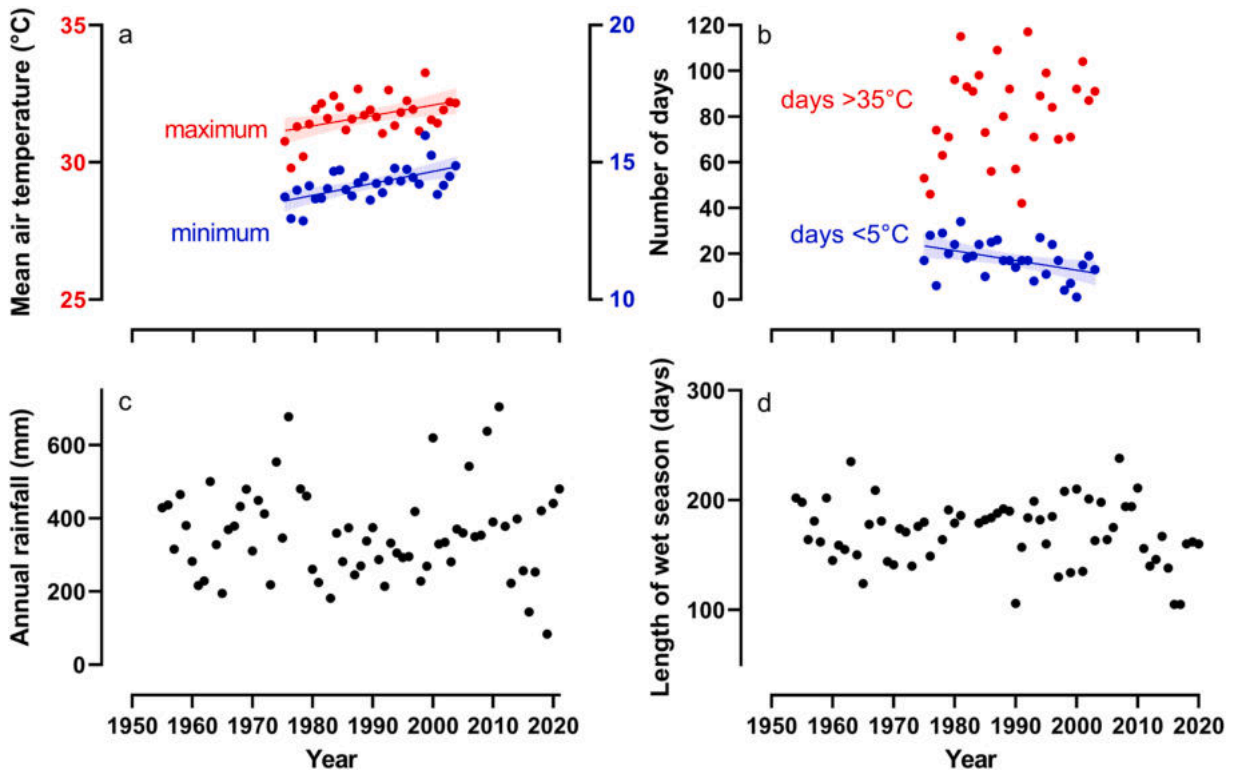 Mean air temperature (°C)
35
30
25
a
maximum
minimum
20
15
10
Number of days
120
100
80
60
40
20
0
b
days >35°C
days <5°C
Annual rainfall (mm)
600
400
200
0
c
1950 1960 1970 1980 1990 2000 2010 2020
Year
Length of wet season (days)
300
200
100
d
1950 1960 1970 1980 1990 2000 2010 2020
Year